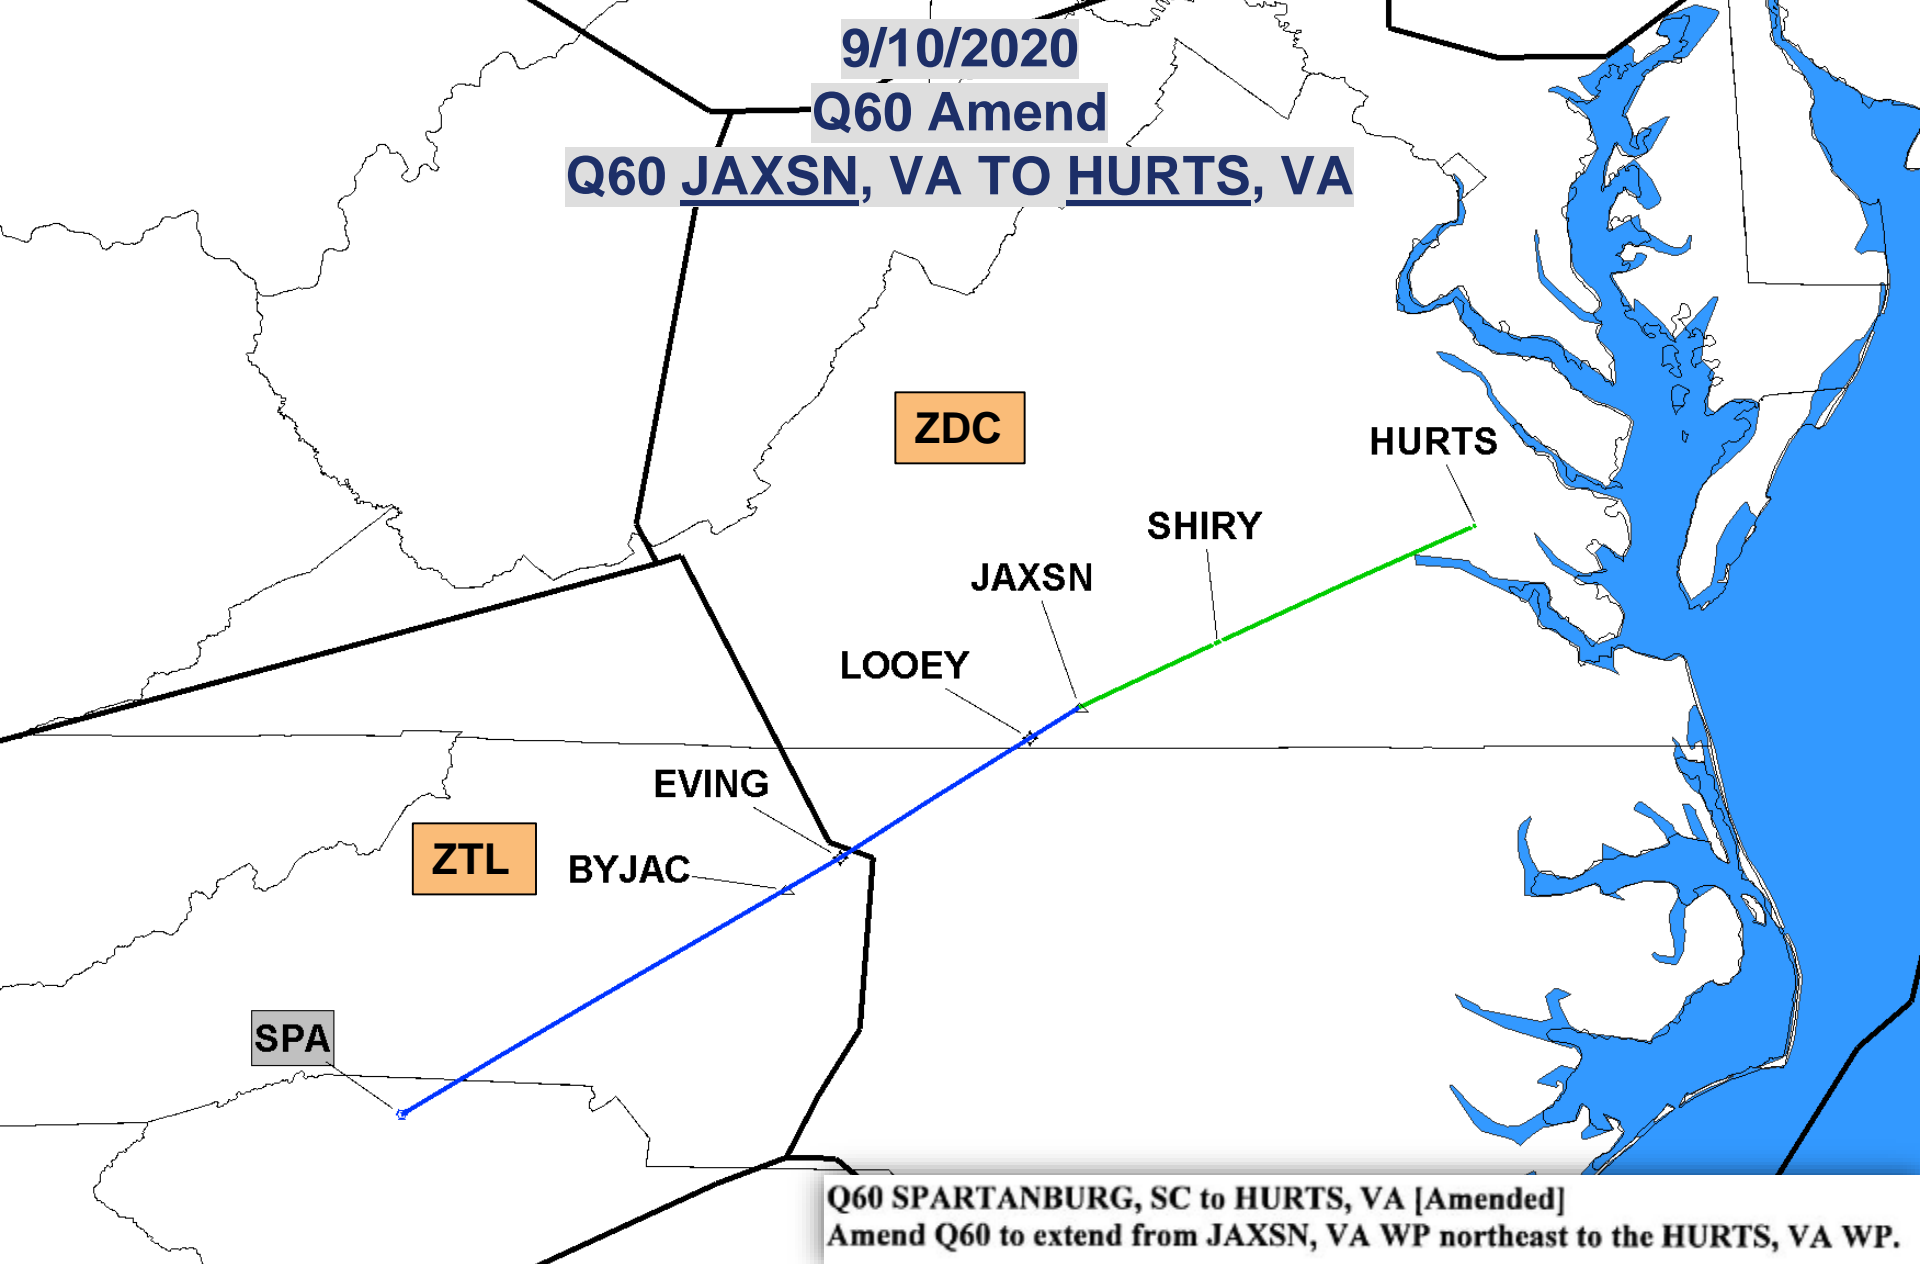 9/10/2020
Q60 Amend
Q60 JAXSN, VA TO HURTS, VA
ZDC
HURTS
SHIRY
JAXSN
LOOEY
EVING
ZTL
BYJAC
SPA
Q60 SPARTANBURG, SC to HURTS, VA [Amended]
Amend Q60 to extend from JAXSN, VA WP northeast to the HURTS, VA WP.